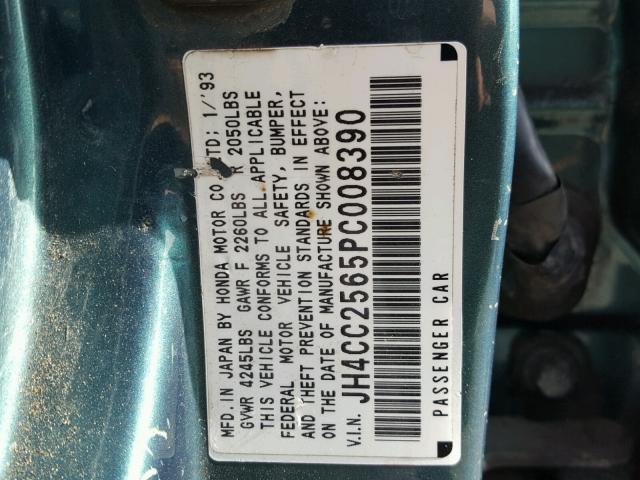 MFD. IN JAPAN BY HONDA MOTOR CO TD: 1/'93
GVWR 4245LBS GAWR F 2260LBS R 2050LBS
THIS VEHICLE CONFORMS TO ALL APPLICABLE
FEDERAL MOTOR VEHICLE SAFETY, BUMPER,
AND THEFT PREVENTION STANDARDS IN EFFECT
ON THE DATE OF MANUFACTURE SHOWN ABOVE:
V.I.N. JH4CC2565PC008390
PASSENGER CAR